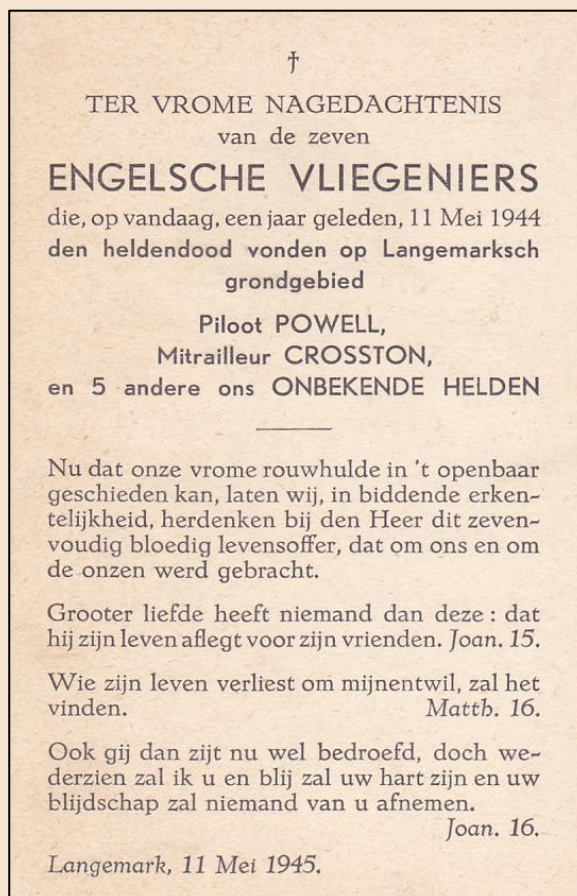 †
TER VROME NAGEDACHTENIS
van de zeven
ENGELSCHE VLIEGENIERS
die, op vandaag, een jaar geleden, 11 Mei 1944
den heldendood vonden op Langemarksch
grondgebied
Piloot POWELL,
Mitrailleur CROSSTON,
en 5 andere ons ONBEKENDE HELDEN
Nu dat onze vrome rouwhulde in 't openbaar
geschieden kan, laten wij, in biddende erken-
telijkheid, herdenken bij den Heer dit zeven-
voudig bloedig levensoffer, dat om ons en om
de onzen werd gebracht.
Grooter liefde heeft niemand dan deze : dat
hij zijn leven aflegt voor zijn vrienden. Joan. 15.
Wie zijn leven verliest om mijnentwil, zal het
vinden. Matth. 16.
Ook gij dan zijt nu wel bedroefd, doch we-
derzien zal ik u en blij zal uw hart zijn en uw
blijdschap zal niemand van u afnemen.
Joan. 16.
Langemark, 11 Mei 1945.